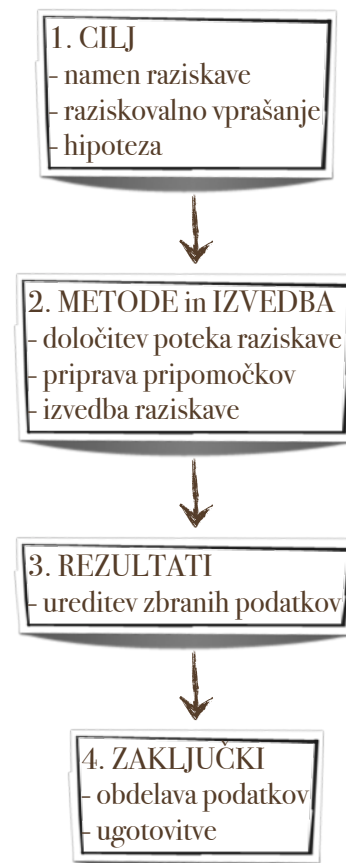 1. CILJ
- namen raziskave
- raziskovalno vprašanje
- hipoteza
2. METODE in IZVEDBA
- določitev poteka raziskave
- priprava pripomočkov
- izvedba raziskave
3. REZULTATI
- ureditev zbranih podatkov
4. ZAKLJUČKI
- obdelava podatkov
- ugotovitve